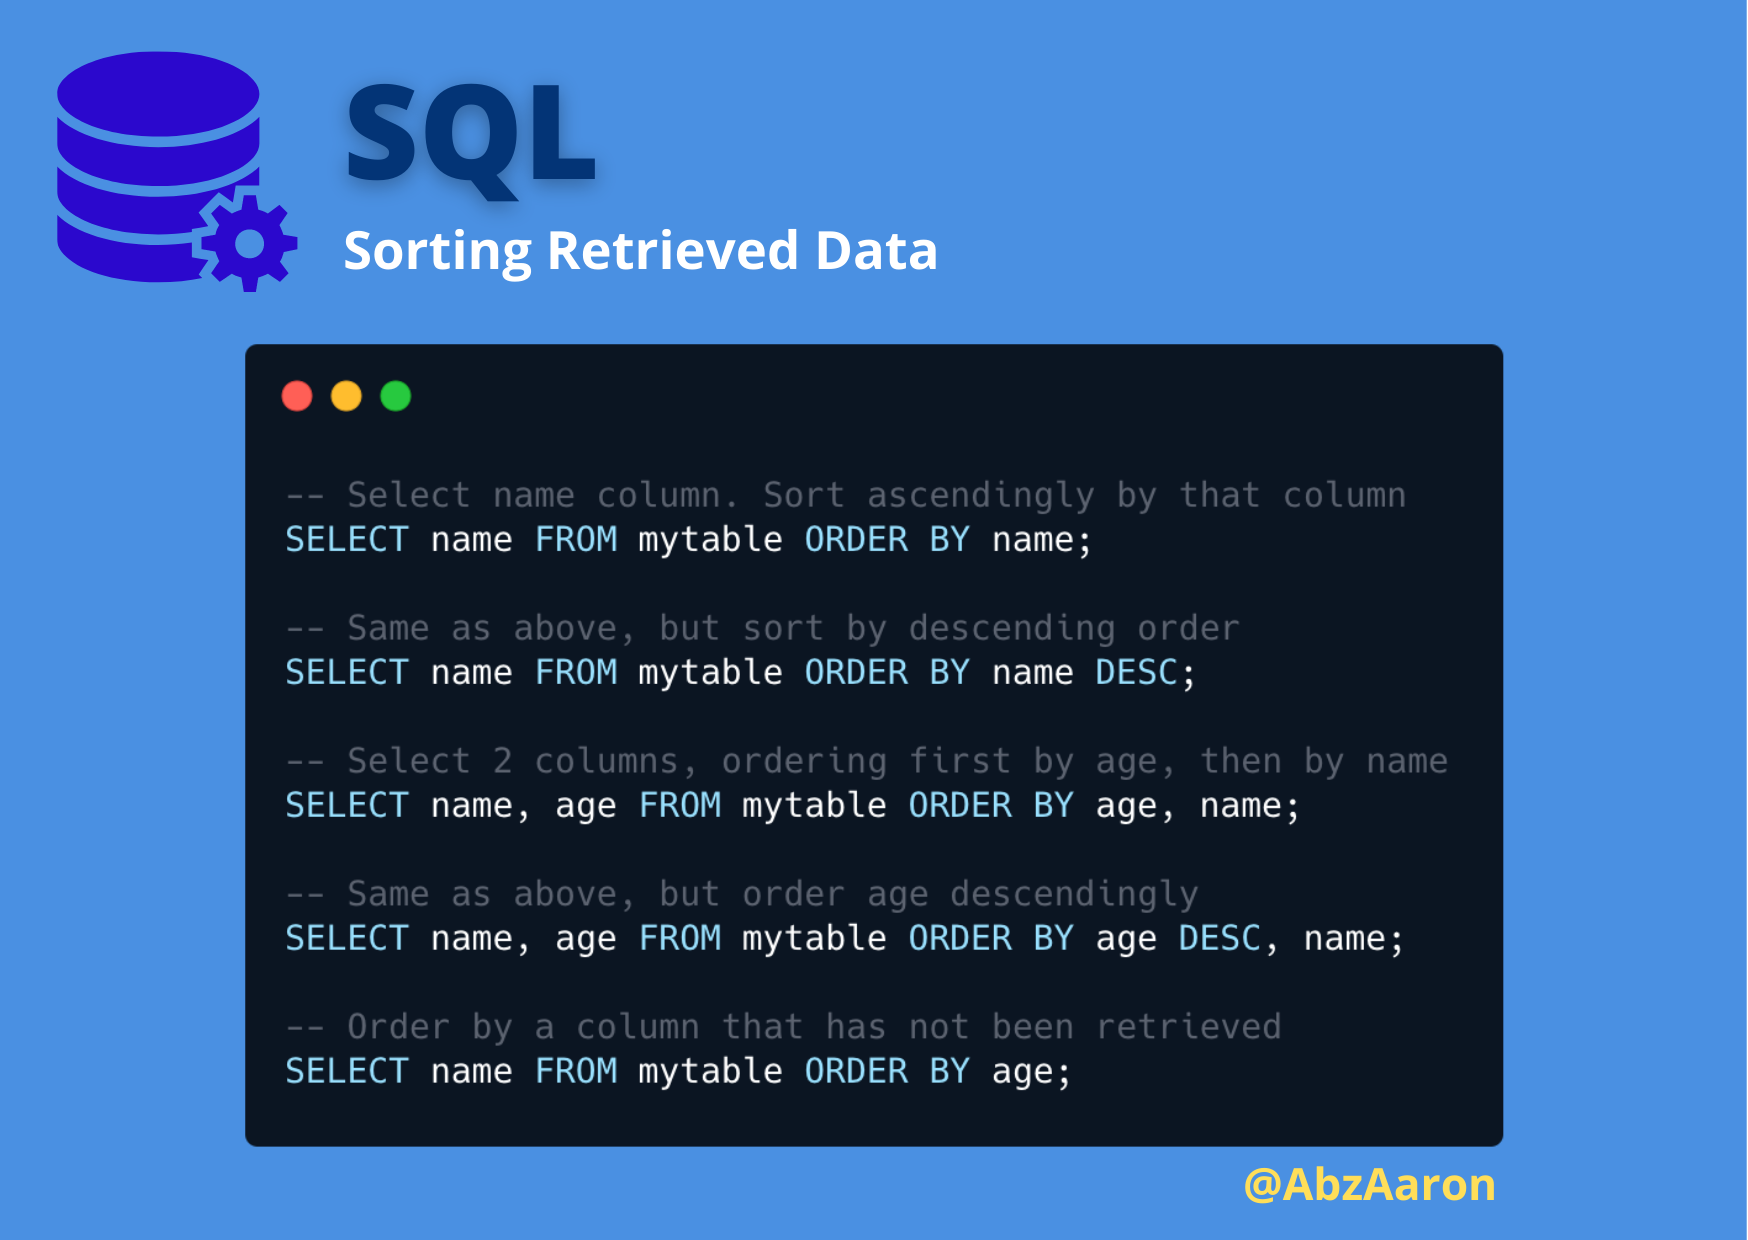 SQL
Sorting Retrieved Data
-- Select name column. Sort ascendingly by that column
SELECT name FROM mytable ORDER BY name;
-- Same as above, but sort by descending order
SELECT name FROM mytable ORDER BY name DESC;
-- Select 2 columns, ordering first by age, then by name
SELECT name, age FROM mytable ORDER BY age, name;
-- Same as above, but order age descendingly
SELECT name, age FROM mytable ORDER BY age DESC, name;
-- Order by a column that has not been retrieved
SELECT name FROM mytable ORDER BY age;
@AbzAaron